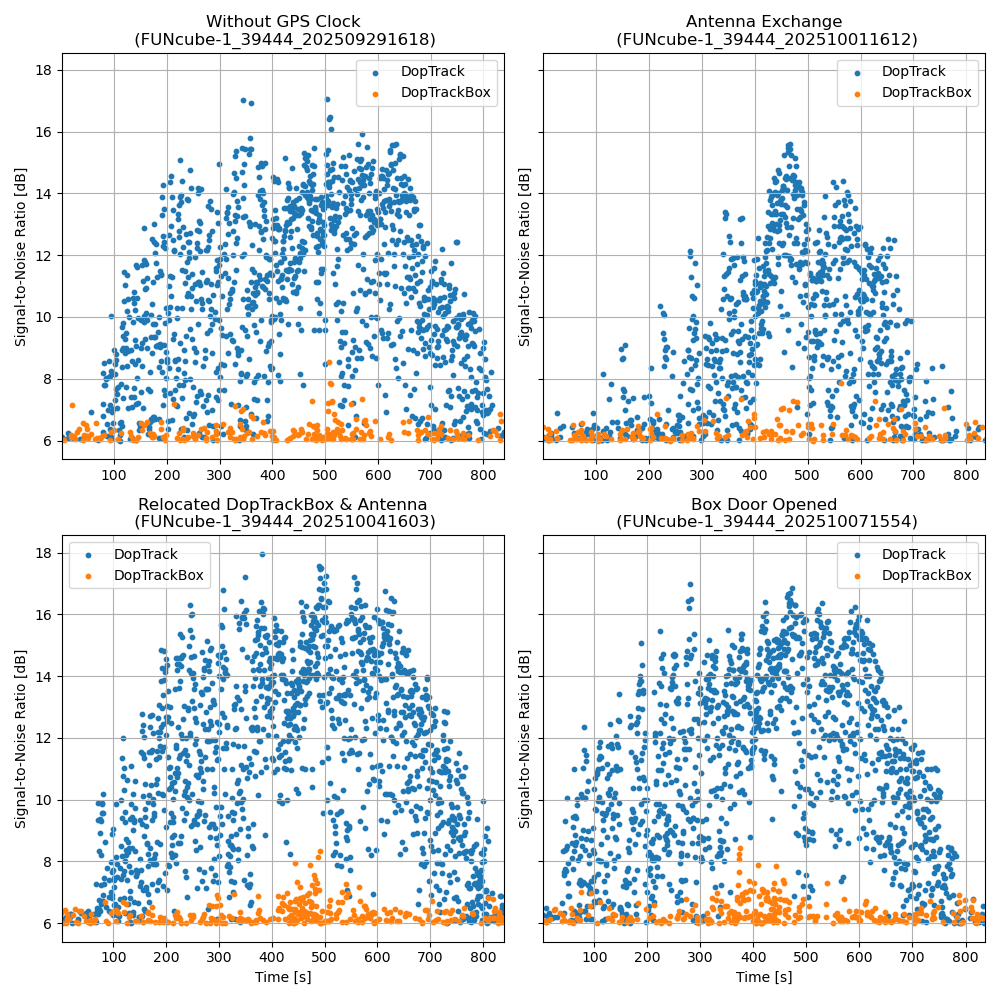 Without GPS Clock
(FUNcube-1_39444_202509291618)
Signal-to-Noise Ratio [dB]
18
16
14
12
10
8
6
DopTrack
DopTrackBox
100 200 300 400 500 600 700 800
Antenna Exchange
(FUNcube-1_39444_202510011612)
Signal-to-Noise Ratio [dB]
DopTrack
DopTrackBox
100 200 300 400 500 600 700 800
Relocated DopTrackBox & Antenna
(FUNcube-1_39444_202510041603)
Signal-to-Noise Ratio [dB]
18
16
14
12
10
8
6
DopTrack
DopTrackBox
100 200 300 400 500 600 700 800
Time [s]
Box Door Opened
(FUNcube-1_39444_202510071554)
Signal-to-Noise Ratio [dB]
DopTrack
DopTrackBox
100 200 300 400 500 600 700 800
Time [s]